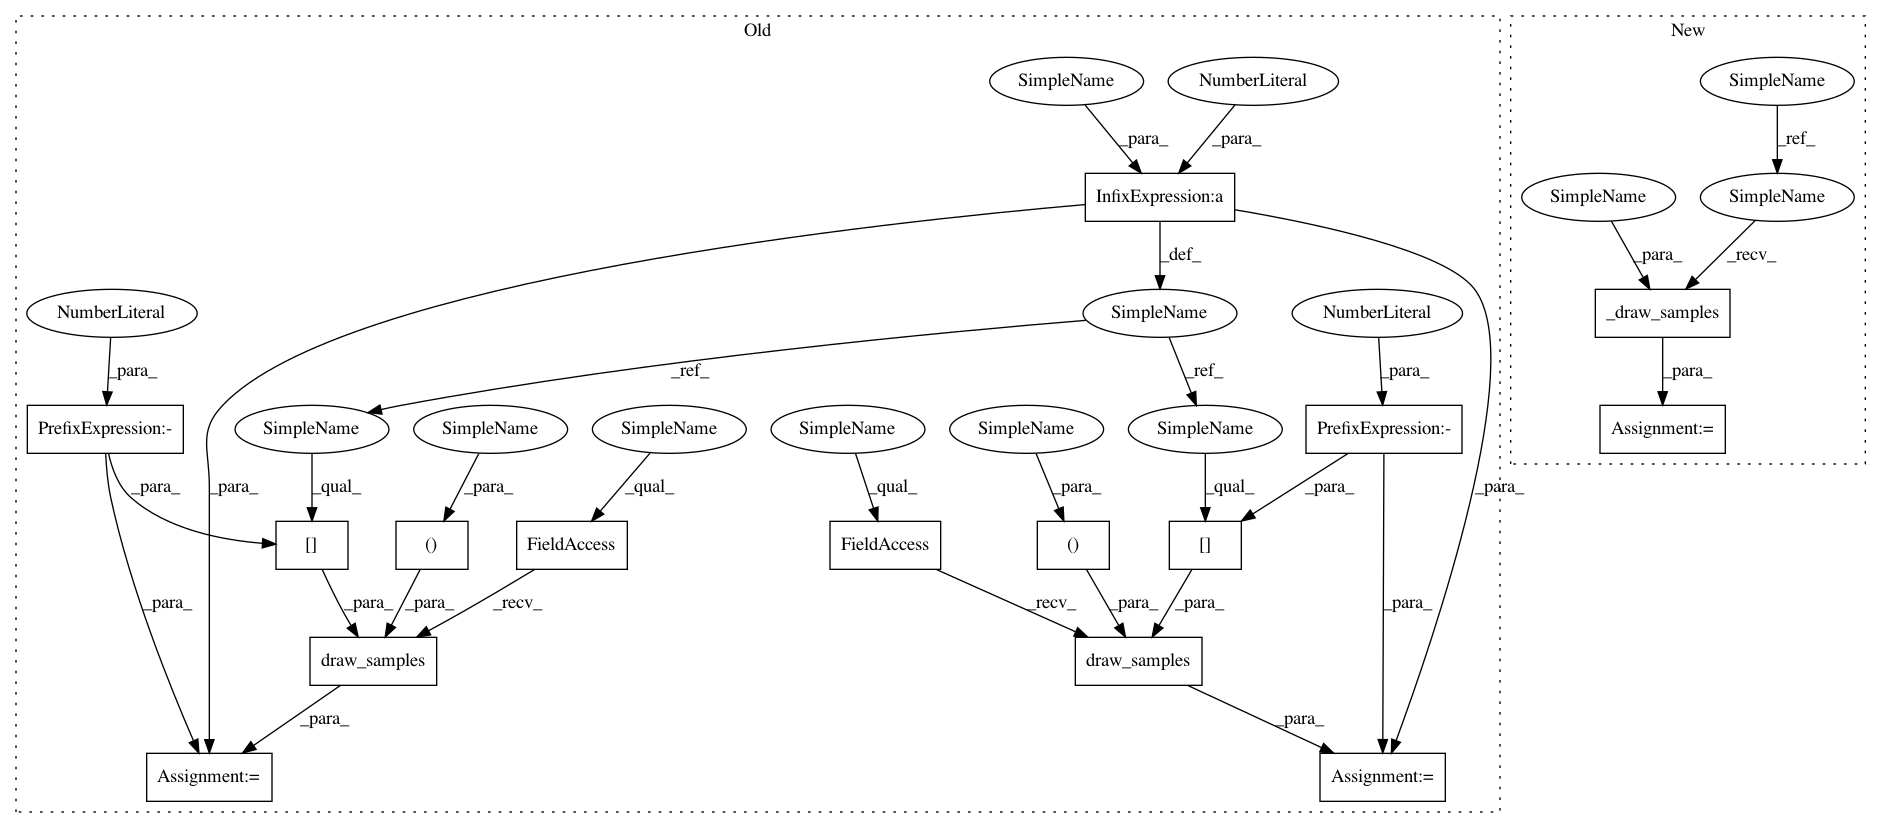 Old
New
SimpleName
NumberLiteral
SimpleName
_para_
_para_
_ref_
InfixExpression:a
SimpleName
SimpleName
_def_
_para_
_recv_
NumberLiteral
SimpleName
NumberLiteral
_draw_samples
_para_
_ref_
_ref_
_para_
_para_
PrefixExpression:-
SimpleName
SimpleName
SimpleName
SimpleName
SimpleName
SimpleName
PrefixExpression:-
Assignment:=
_para_
_para_
_qual_
_para_
_qual_
_qual_
_para_
_qual_
_para_
_para_
[]
()
FieldAccess
FieldAccess
()
[]
_para_
_para_
_para_
_recv_
_recv_
_para_
_para_
_para_
draw_samples
draw_samples
_para_
_para_
Assignment:=
Assignment:=